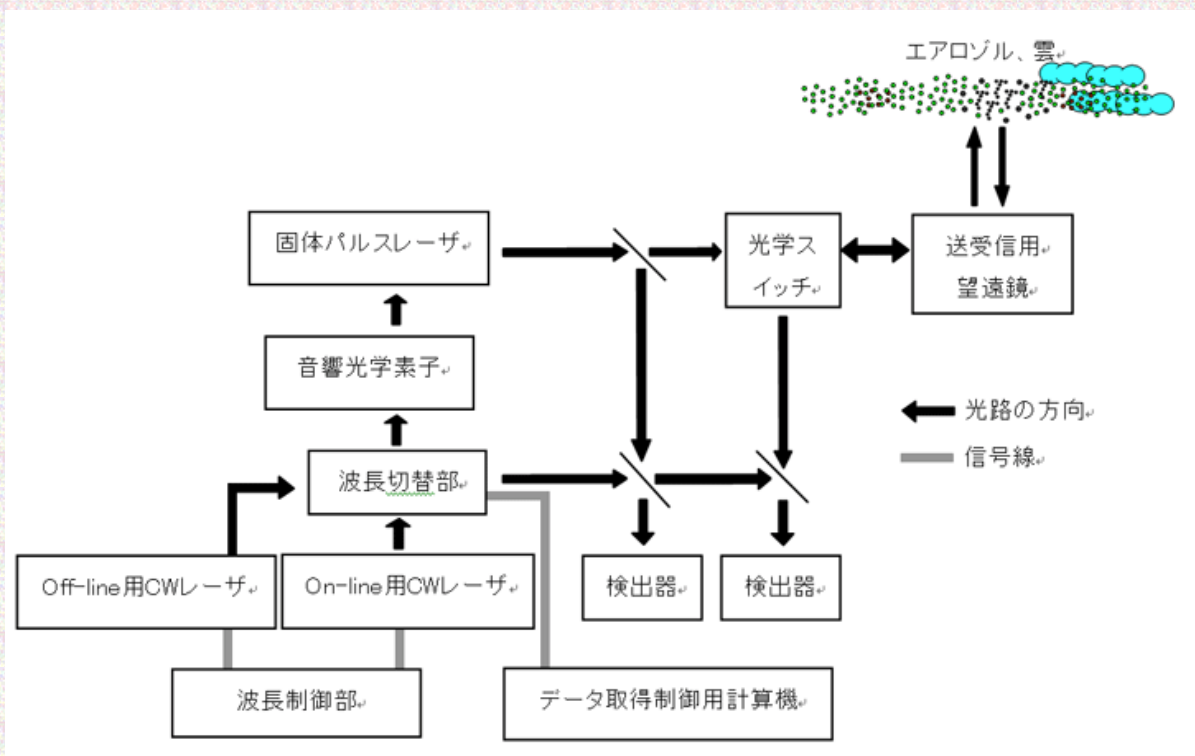 エアロゾル、雲
固体パルスレーザ
光学ス
イッチ
送受信用
望遠鏡
音響光学素子
光路の方向
信号線
波長切替部
Off-line用CWレーザ
On-line用CWレーザ
検出器
検出器
波長制御部
データ取得制御用計算機